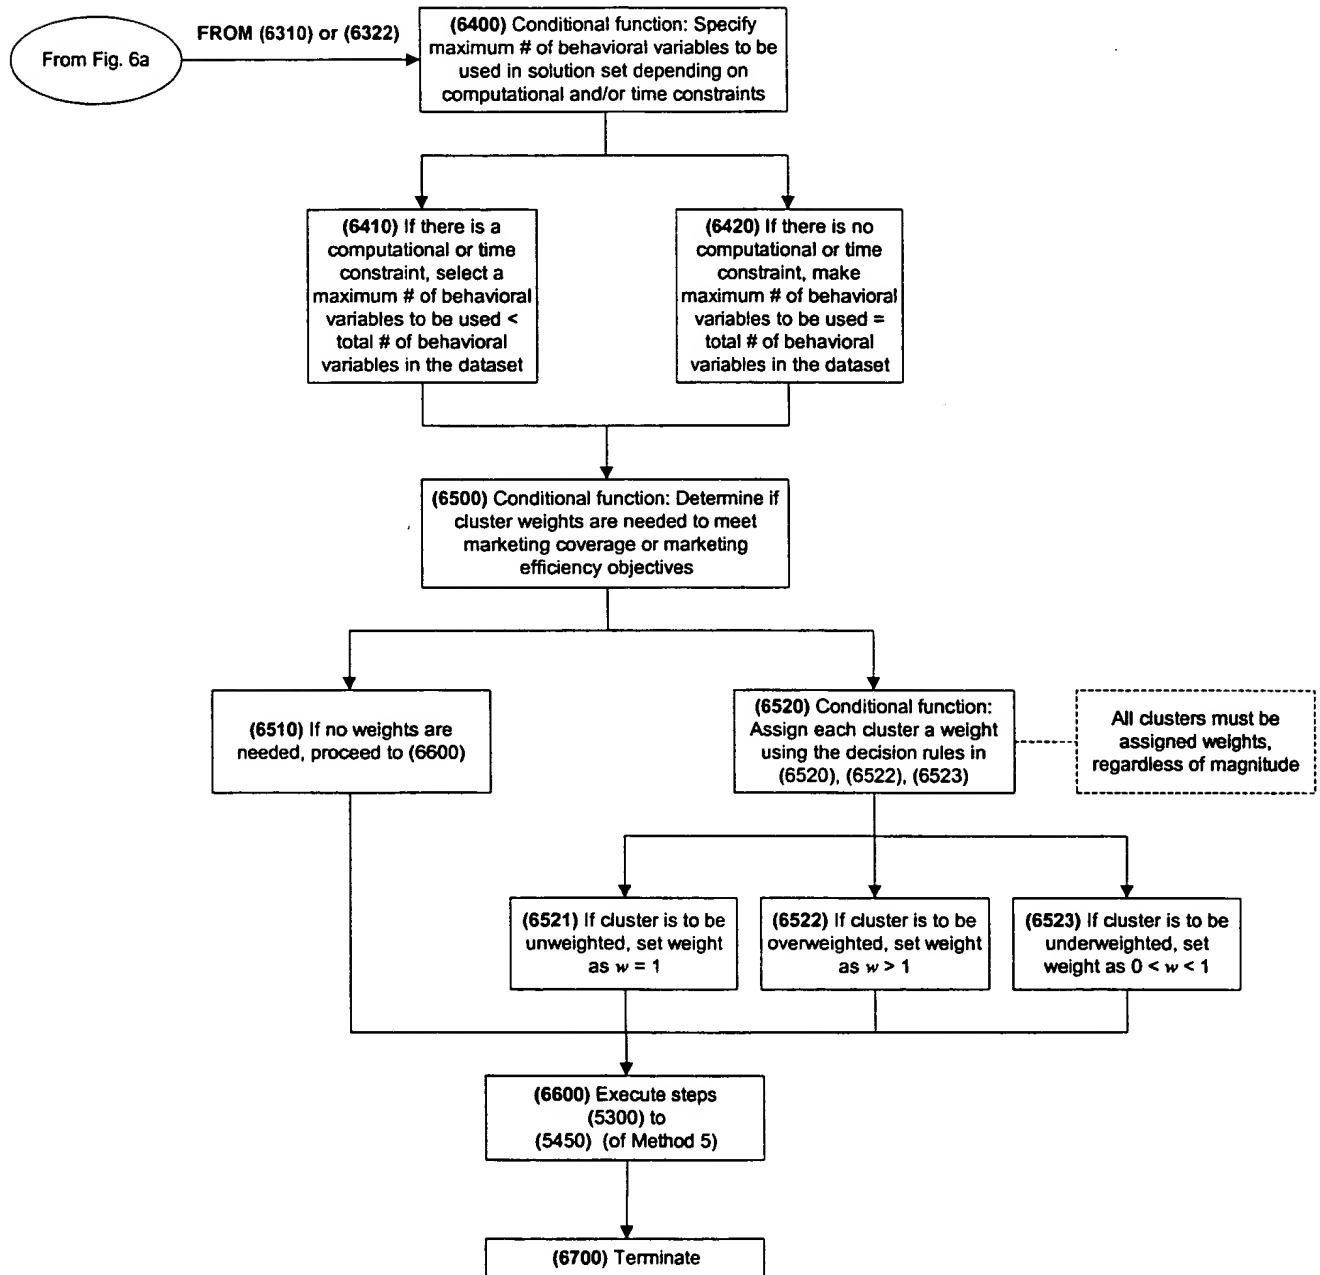 From Fig. 6a
FROM (6310) or (6322)
(6400) Conditional function: Specify
maximum # of behavioral variables to be
used in solution set depending on
computational and/or time constraints
(6410) If there is a
computational or time
constraint, select a
maximum # of behavioral
variables to be used <
total # of behavioral
variables in the dataset
(6420) If there is no
computational or time
constraint, make
maximum # of behavioral
variables to be used =
total # of behavioral
variables in the dataset
(6500) Conditional function: Determine if
cluster weights are needed to meet
marketing coverage or marketing
efficiency objectives
(6510) If no weights are
needed, proceed to (6600)
(6520) Conditional function:
Assign each cluster a weight
using the decision rules in
(6520), (6522), (6523)
All clusters must be
assigned weights,
regardless of magnitude
(6521) If cluster is to be
unweighted, set weight
as w = 1
(6522) If cluster is to be
overweighted, set weight
as w > 1
(6523) If cluster is to be
underweighted, set
weight as 0 < w < 1
(6600) Execute steps
(5300) to
(5450) (of Method 5)
(6700) Terminate